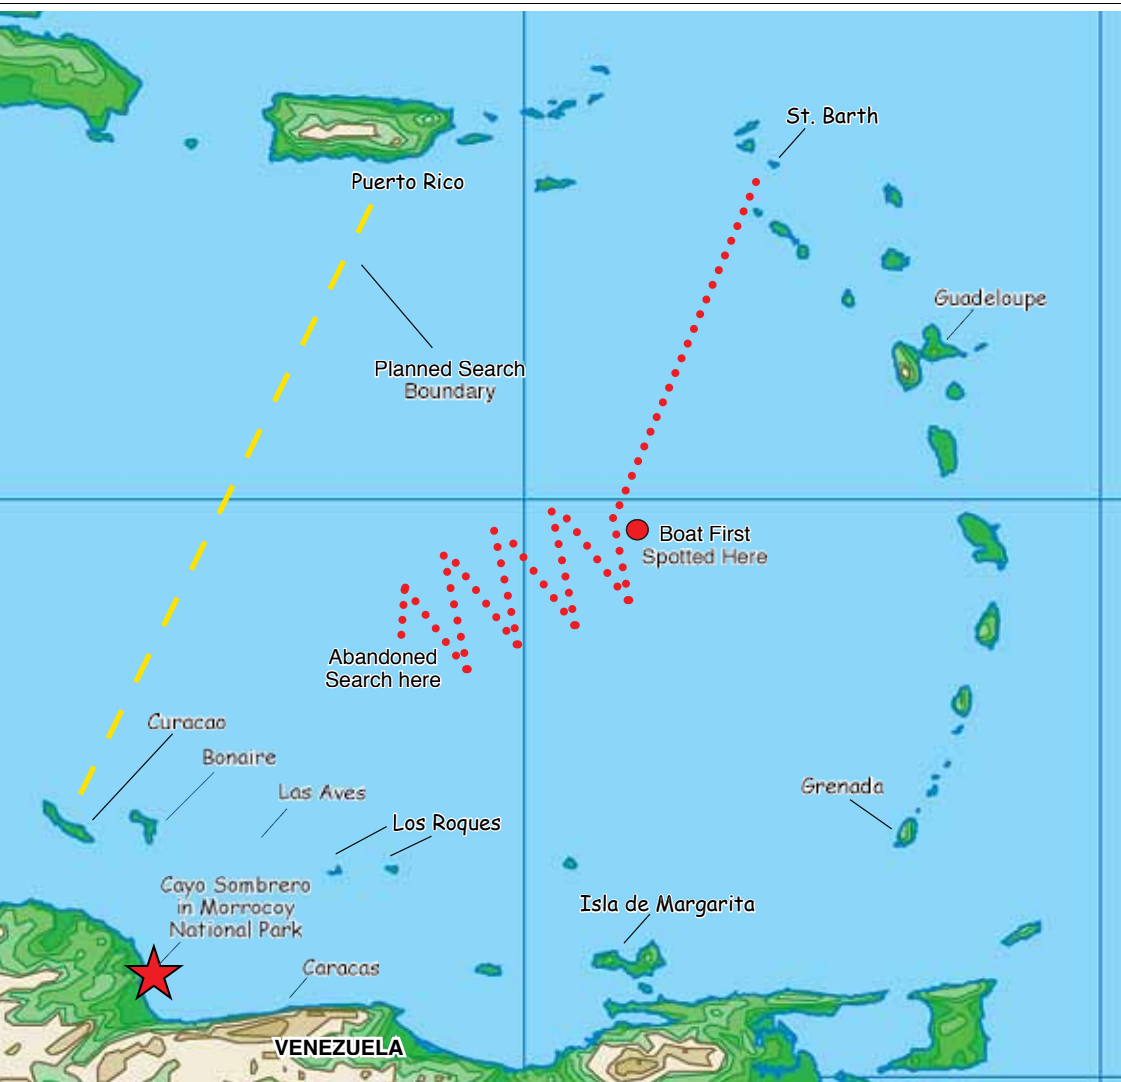 St. Barth
Puerto Rico
Guadeloupe
Planned Search
Boundary
Boat First
Spotted Here
Abandoned
Search here
Curacao
Bonaire
Las Aves
Grenada
Los Roques
Cayo Sombrero
in Morrocoy
National Park
Isla de Margarita
Caracas
VENEZUELA